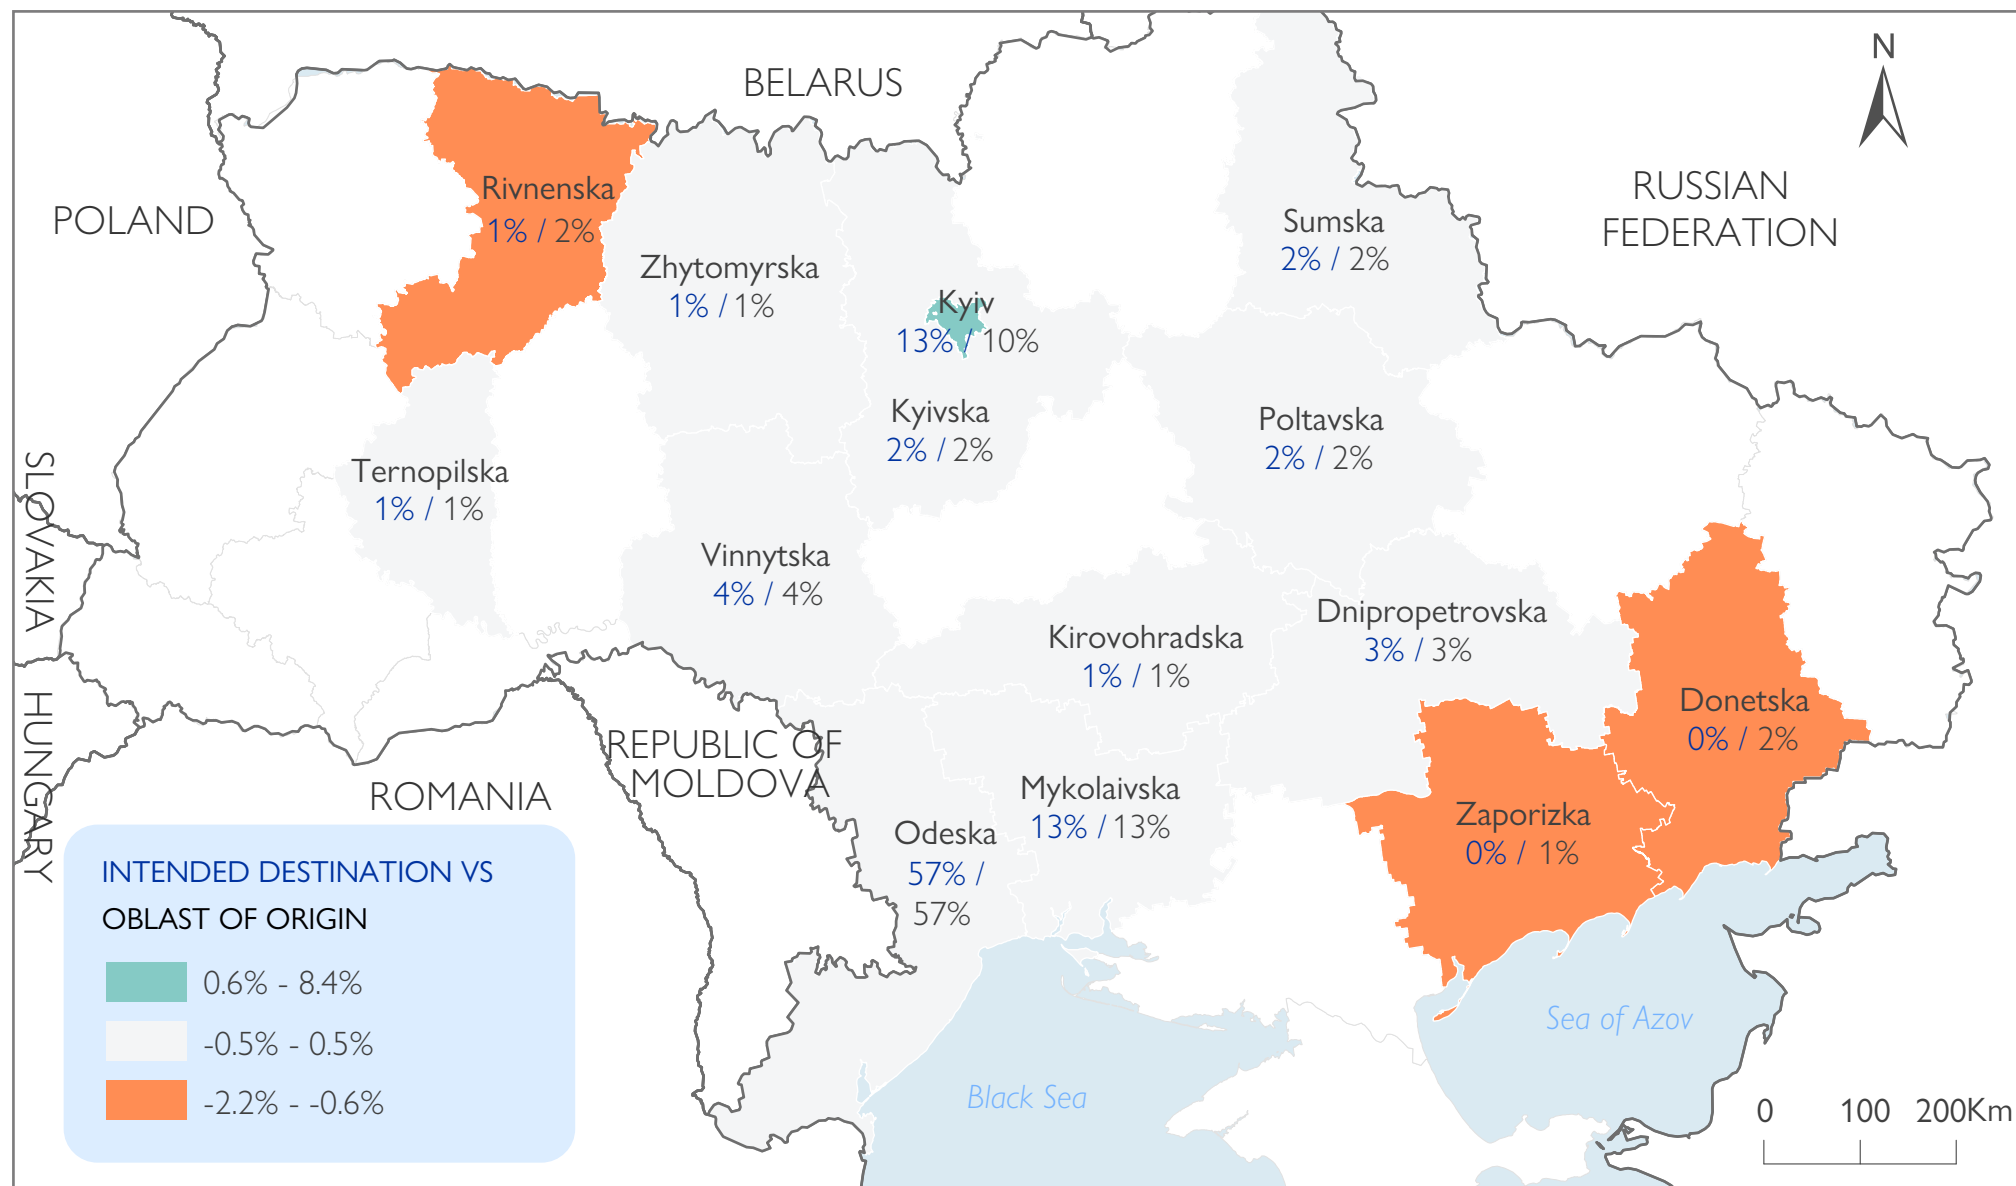 BELARUS
N
RUSSIAN
FEDERATION
POLAND
Rivnenska
1% / 2%
Sumska
2% / 2%
Zhytomyrska
1% / 1%
Kyiv
13% / 10%
Kyivska
2% / 2%
Poltavska
2% / 2%
SLOVAKIA
Ternopilska
1% / 1%
Vinnytska
4% / 4%
Kirovohradska
1% / 1%
Dnipropetrovska
3% / 3%
Donetska
0% / 2%
HUNGARY
REPUBLIC OF
MOLDOVA
ROMANIA
Mykolaivska
13% / 13%
Odeska
57% /
57%
Zaporizka
0% / 1%
INTENDED DESTINATION VS
OBLAST OF ORIGIN
0.6% - 8.4%
-0.5% - 0.5%
-2.2% - -0.6%
Sea of Azov
Black Sea
0 100 200Km